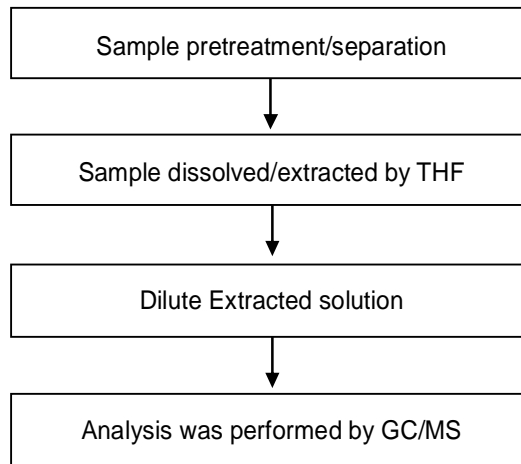 Sample pretreatment/separation
Sample dissolved/extracted by THF
Dilute Extracted solution
Analysis was performed by GC/MS